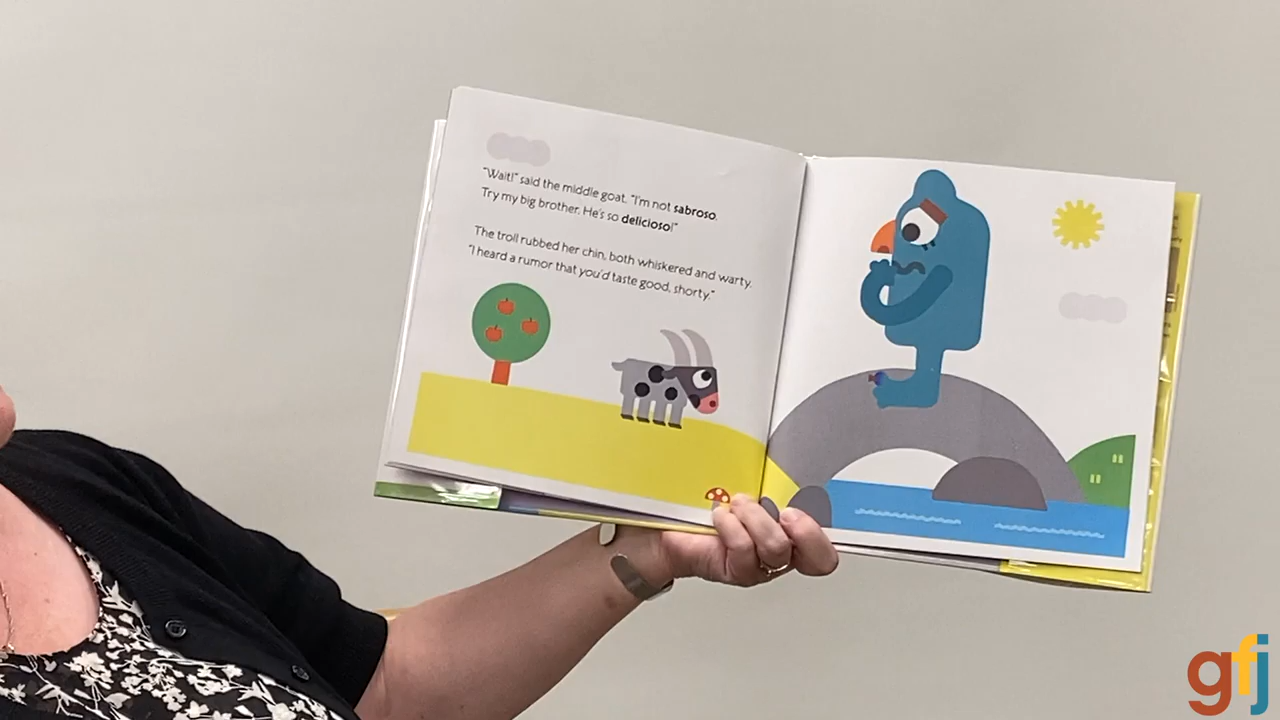 "Wait!" said the middle goat. "I'm not sabroso.
Try my big brother. He's so delicioso!"
The troll rubbed her chin, both whiskered and warty.
"I heard a rumor that you'd taste good, shorty."
gfj